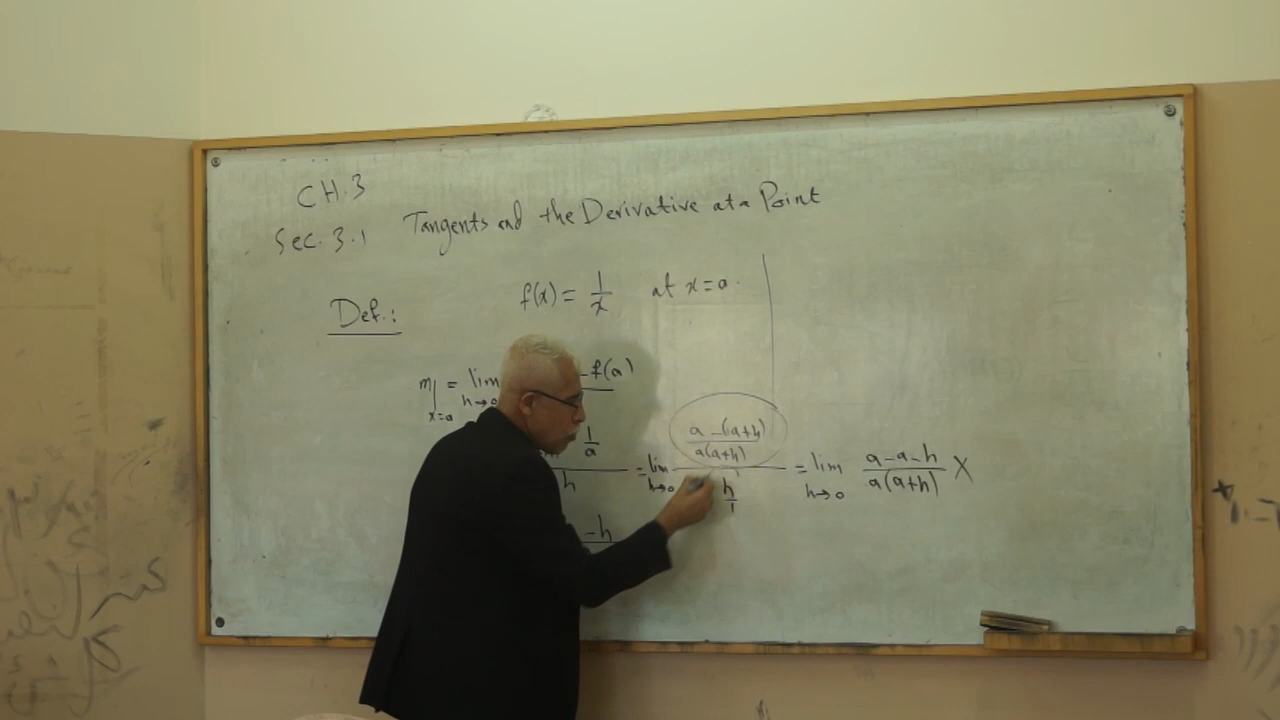 CH.3
Sec. 3.1 Tangents and the Derivative at a Point
f(x) = 1/x at x=a.
Def.:
m|x=a = lim h→0 - f(a)
1/a
h
= lim h→0 (a-(a+h))/(a(a+h)) / (h/1) = lim h→0 (a-a-h)/(a(a+h)) X
-h